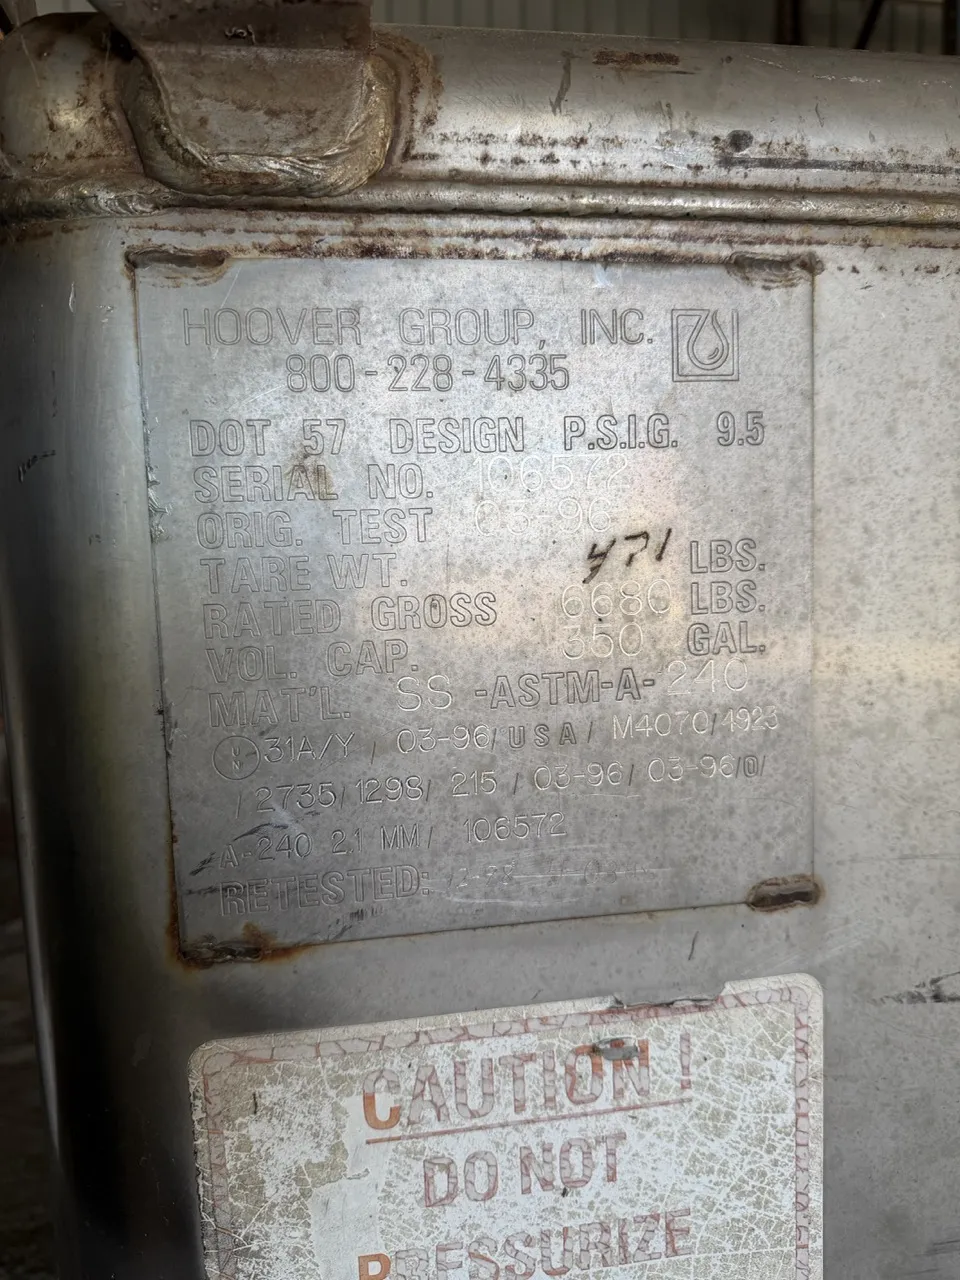 HOOVER GROUP, INC.
800-228-4335
DOT 57 DESIGN P.S.I.G. 9.5
SERIAL NO. 106572
ORIG. TEST 03-96
TARE WT. 471 LBS.
RATED GROSS 6680 LBS.
VOL. CAP. 350 GAL.
MAT'L. SS -ASTM-A-240
UN 31A/Y / 03-96/USA/ M4070/1923
/ 2735/1298/ 215 / 03-96/ 03-96/0/
A-240 2.1 MM/ 106572
RETESTED:
CAUTION!
DO NOT
PRESSURIZE